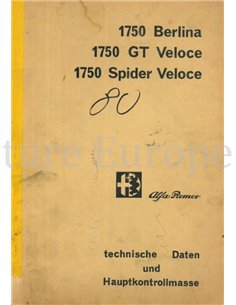 1750 Berlina
1750 GT Veloce
1750 Spider Veloce
80
Alfa Romeo
technische Daten
und
Hauptkontrollmasse